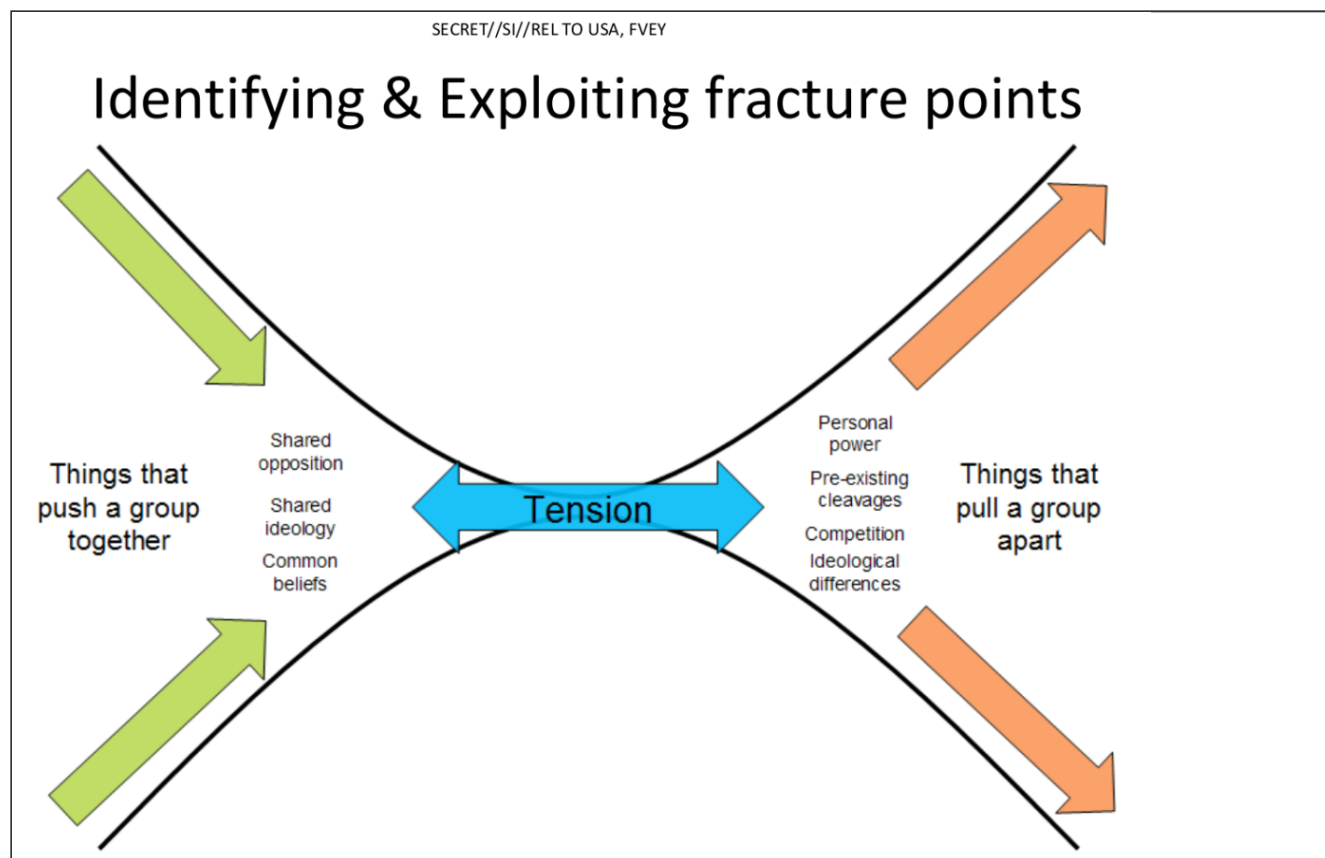 SECRET//SI//REL TO USA, FVEY
Identifying & Exploiting fracture points
Things that
push a group
together
Shared
opposition
Shared
ideology
Common
beliefs
Tension
Personal
power
Pre-existing
cleavages
Competition
Ideological
differences
Things that
pull a group
apart